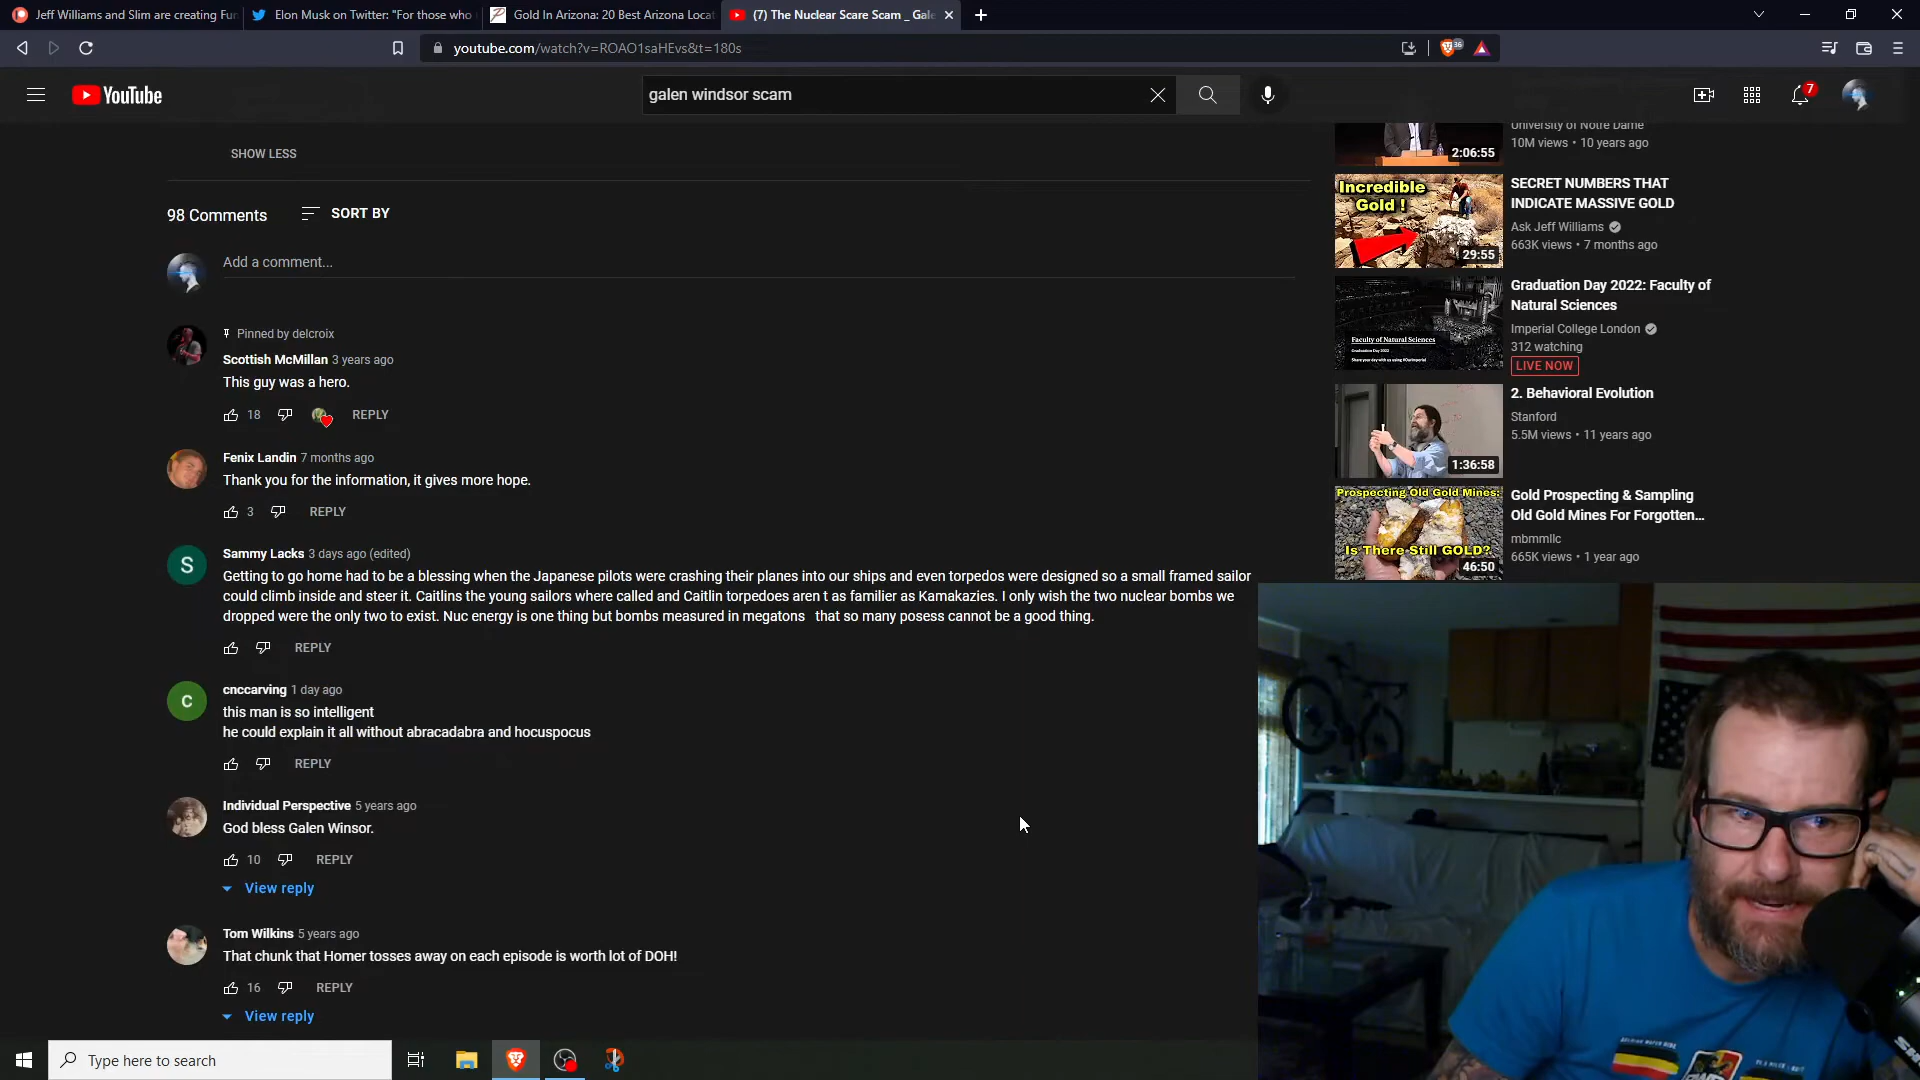 Jeff Williams and Slim are creating Fun
Elon Musk on Twitter: "For those who
Gold In Arizona: 20 Best Arizona Locat
(7) The Nuclear Scare Scam _ Gale
youtube.com/watch?v=ROAO1saHEvs&t=180s
36
YouTube
galen windsor scam
7
SHOW LESS
98 Comments
SORT BY
Add a comment...
Pinned by delcroix
Scottish McMillan 3 years ago
This guy was a hero.
18
REPLY
Fenix Landin 7 months ago
Thank you for the information, it gives more hope.
3
REPLY
Sammy Lacks 3 days ago (edited)
Getting to go home had to be a blessing when the Japanese pilots were crashing their planes into our ships and even torpedos were designed so a small framed sailor
could climb inside and steer it. Caitlins the young sailors where called and Caitlin torpedoes aren t as familier as Kamakazies. I only wish the two nuclear bombs we
dropped were the only two to exist. Nuc energy is one thing but bombs measured in megatons that so many posess cannot be a good thing.
REPLY
cnccarving 1 day ago
this man is so intelligent
he could explain it all without abracadabra and hocuspocus
REPLY
Individual Perspective 5 years ago
God bless Galen Winsor.
10
REPLY
View reply
Tom Wilkins 5 years ago
That chunk that Homer tosses away on each episode is worth lot of DOH!
16
REPLY
View reply
University of Notre Dame
10M views • 10 years ago
2:06:55
Incredible
Gold !
29:55
SECRET NUMBERS THAT
INDICATE MASSIVE GOLD
Ask Jeff Williams
663K views • 7 months ago
Faculty of Natural Sciences
Graduation Day 2022
Graduation Day 2022: Faculty of
Natural Sciences
Imperial College London
312 watching
LIVE NOW
1:36:58
2. Behavioral Evolution
Stanford
5.5M views • 11 years ago
Prospecting Old Gold Mines:
Is There Still GOLD?
46:50
Gold Prospecting & Sampling
Old Gold Mines For Forgotten...
mbmmllc
665K views • 1 year ago
Type here to search